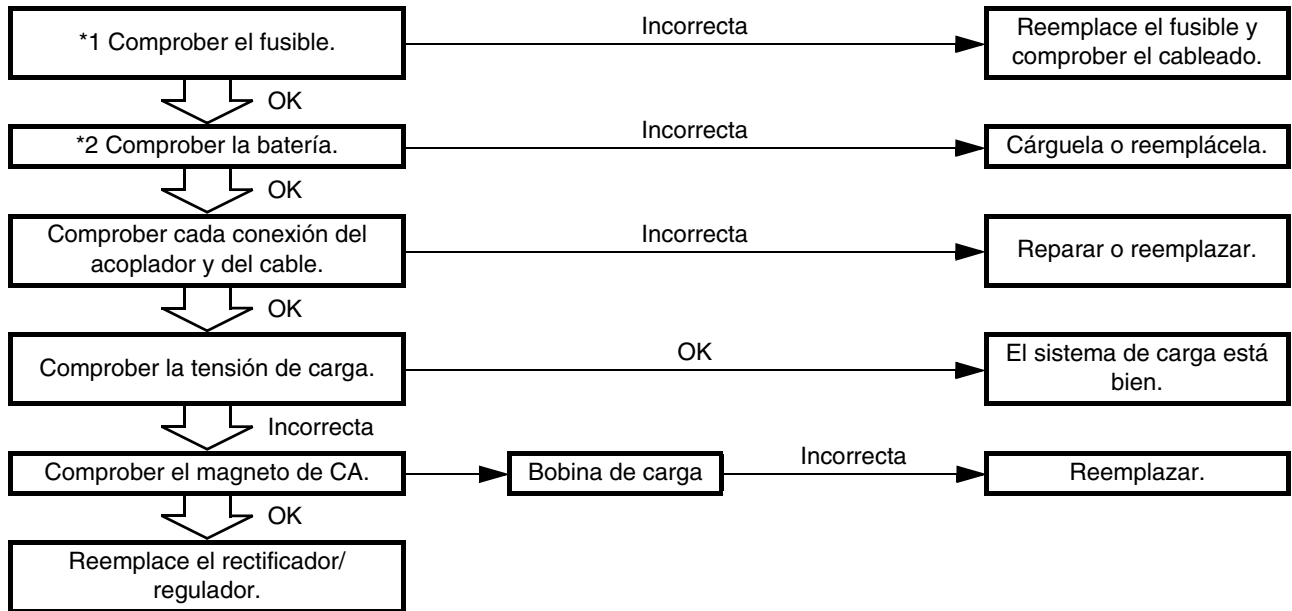 *1 Comprober el fusible.
Incorrecta
Reemplace el fusible y
comprober el cableado.
OK
*2 Comprober la batería.
Incorrecta
Cárguela o reemplácela.
OK
Comprober cada conexión del
acoplador y del cable.
Incorrecta
Reparar o reemplazar.
OK
Comprober la tensión de carga.
OK
El sistema de carga está
bien.
Incorrecta
Comprober el magneto de CA.
Bobina de carga
Incorrecta
Reemplazar.
OK
Reemplace el rectificador/
regulador.